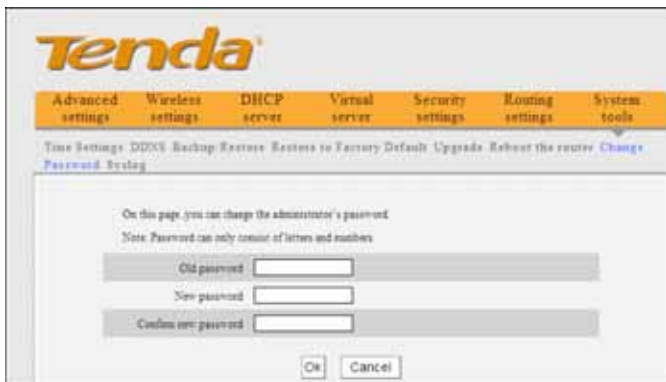 Tenda
Advanced settings Wireless settings DHCP server Virtual server Security settings Routing settings System tools
Time Settings DDNS Backup/Restore Restore to Factory Default Upgrade Reboot the router Change
Password Syslog
On this page, you can change the administrator's password.
Note: Password can only consist of letters and numbers.
Old password
New password
Confirm new password
Ok Cancel